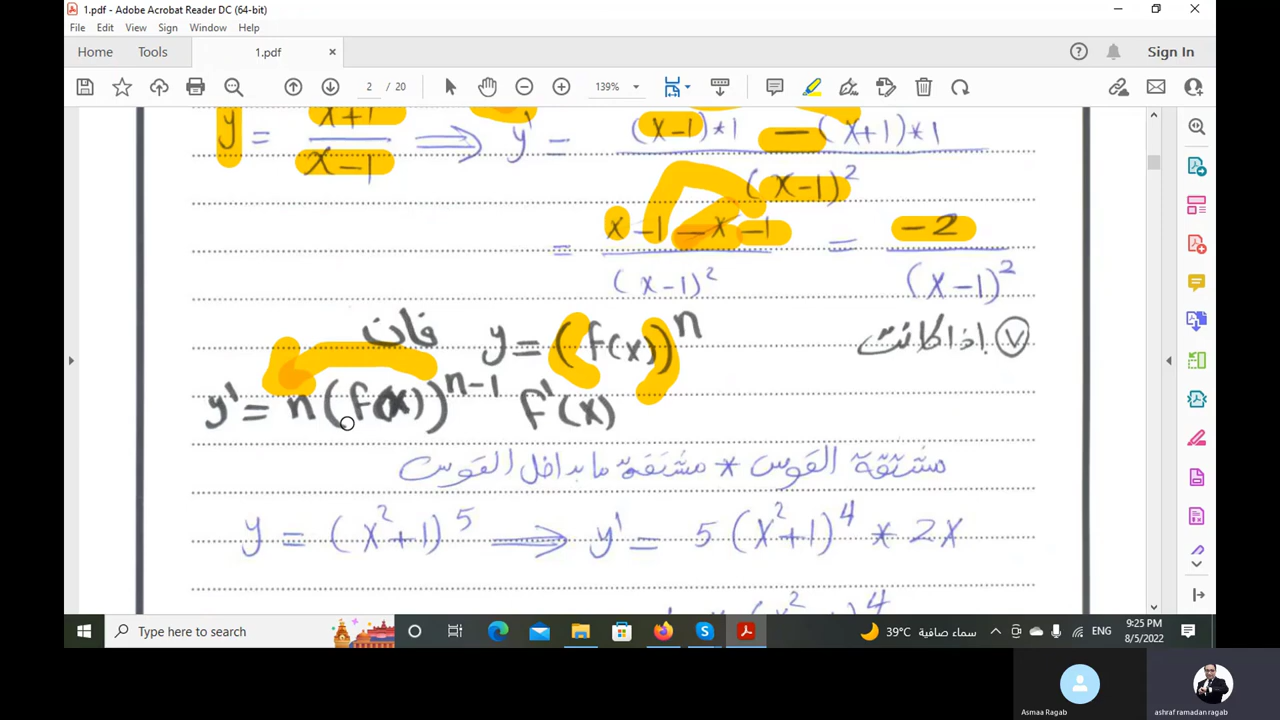 1.pdf - Adobe Acrobat Reader DC (64-bit)
File Edit View Sign Window Help
Home Tools 1.pdf × Sign In
2 / 20 139%
y = x+1 / x-1 ⟹ y' = (x-1)*1 - (x+1)*1 / (x-1)²
= x-1-x-1 / (x-1)² = -2 / (x-1)²
٧ اذا كانت y = (f(x))ⁿ فان
y' = n(f(x))ⁿ⁻¹ f'(x)
مشتقة القوس * مشتقة ما بداخل القوس
y = (x²+1)⁵ ⟹ y' = 5(x²+1)⁴ * 2x
Type here to search
39°C سماء صافية
ENG
9:25 PM
8/5/2022
Asmaa Ragab
ashraf ramadan ragab